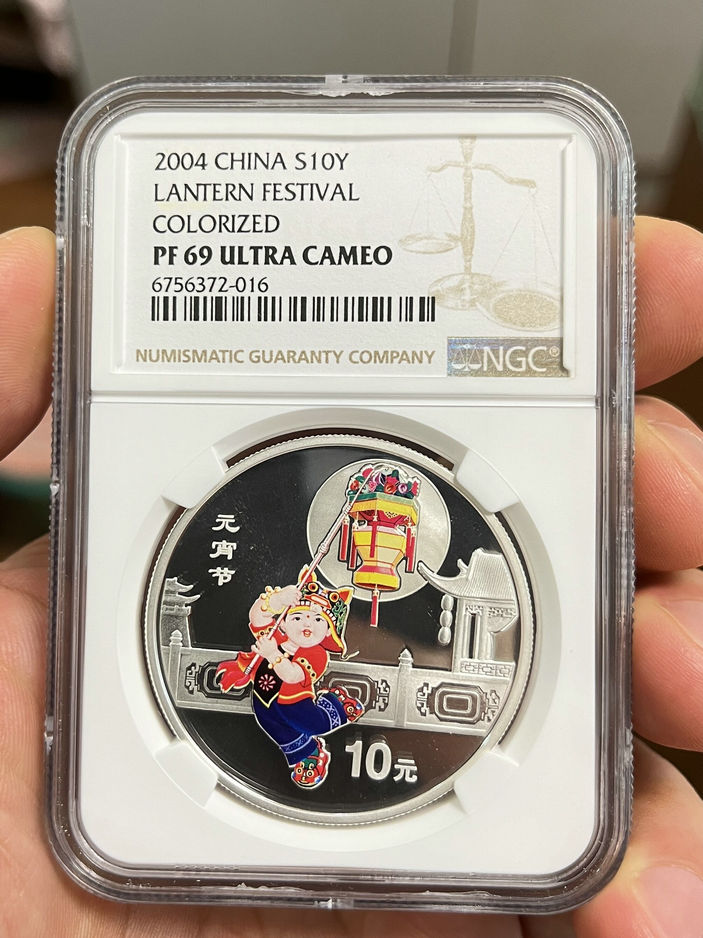 2004 CHINA S10Y
LANTERN FESTIVAL
COLORIZED
PF 69 ULTRA CAMEO
6756372-016
NUMISMATIC GUARANTY COMPANY
NGC®
元宵节
10元